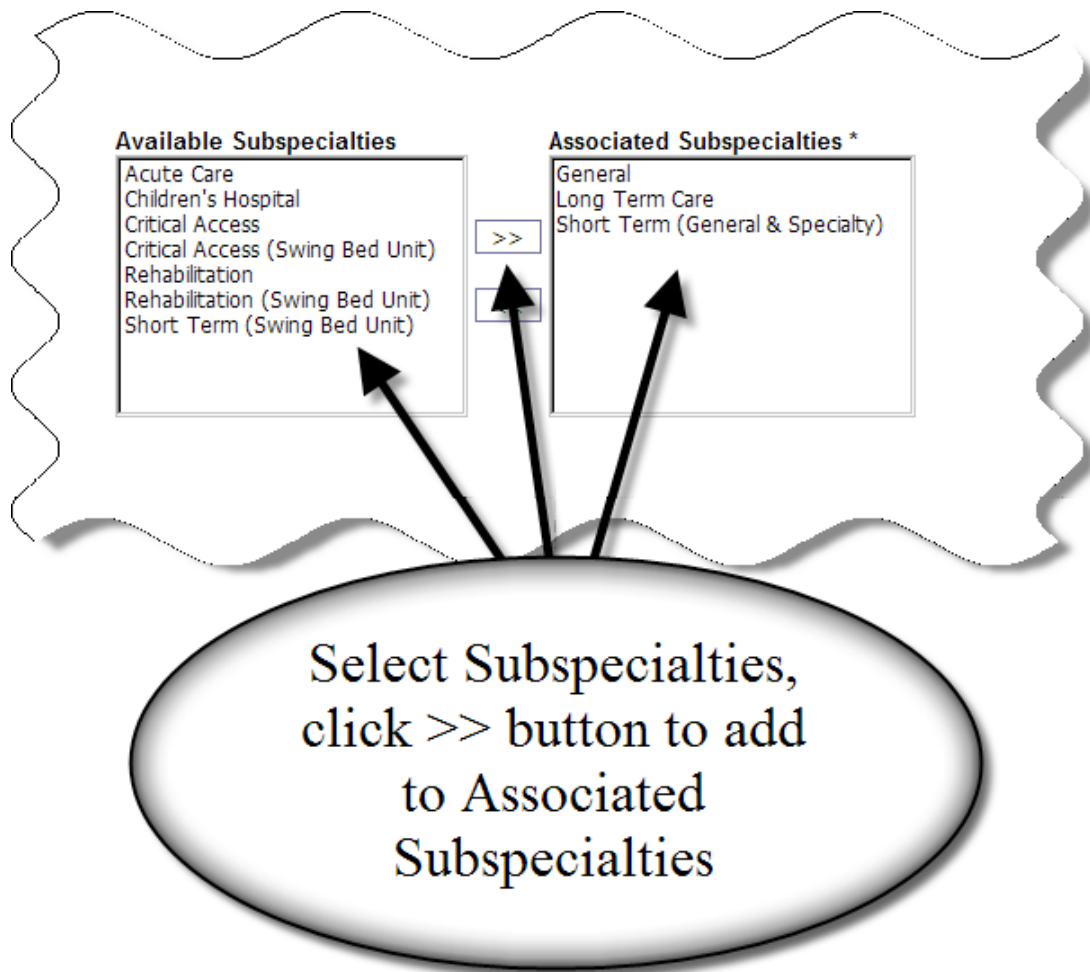 Available Subspecialties
Acute Care
Children's Hospital
Critical Access
Critical Access (Swing Bed Unit)
Rehabilitation
Rehabilitation (Swing Bed Unit)
Short Term (Swing Bed Unit)
>>
Associated Subspecialties *
General
Long Term Care
Short Term (General & Specialty)
Select Subspecialties,
click >> button to add
to Associated
Subspecialties